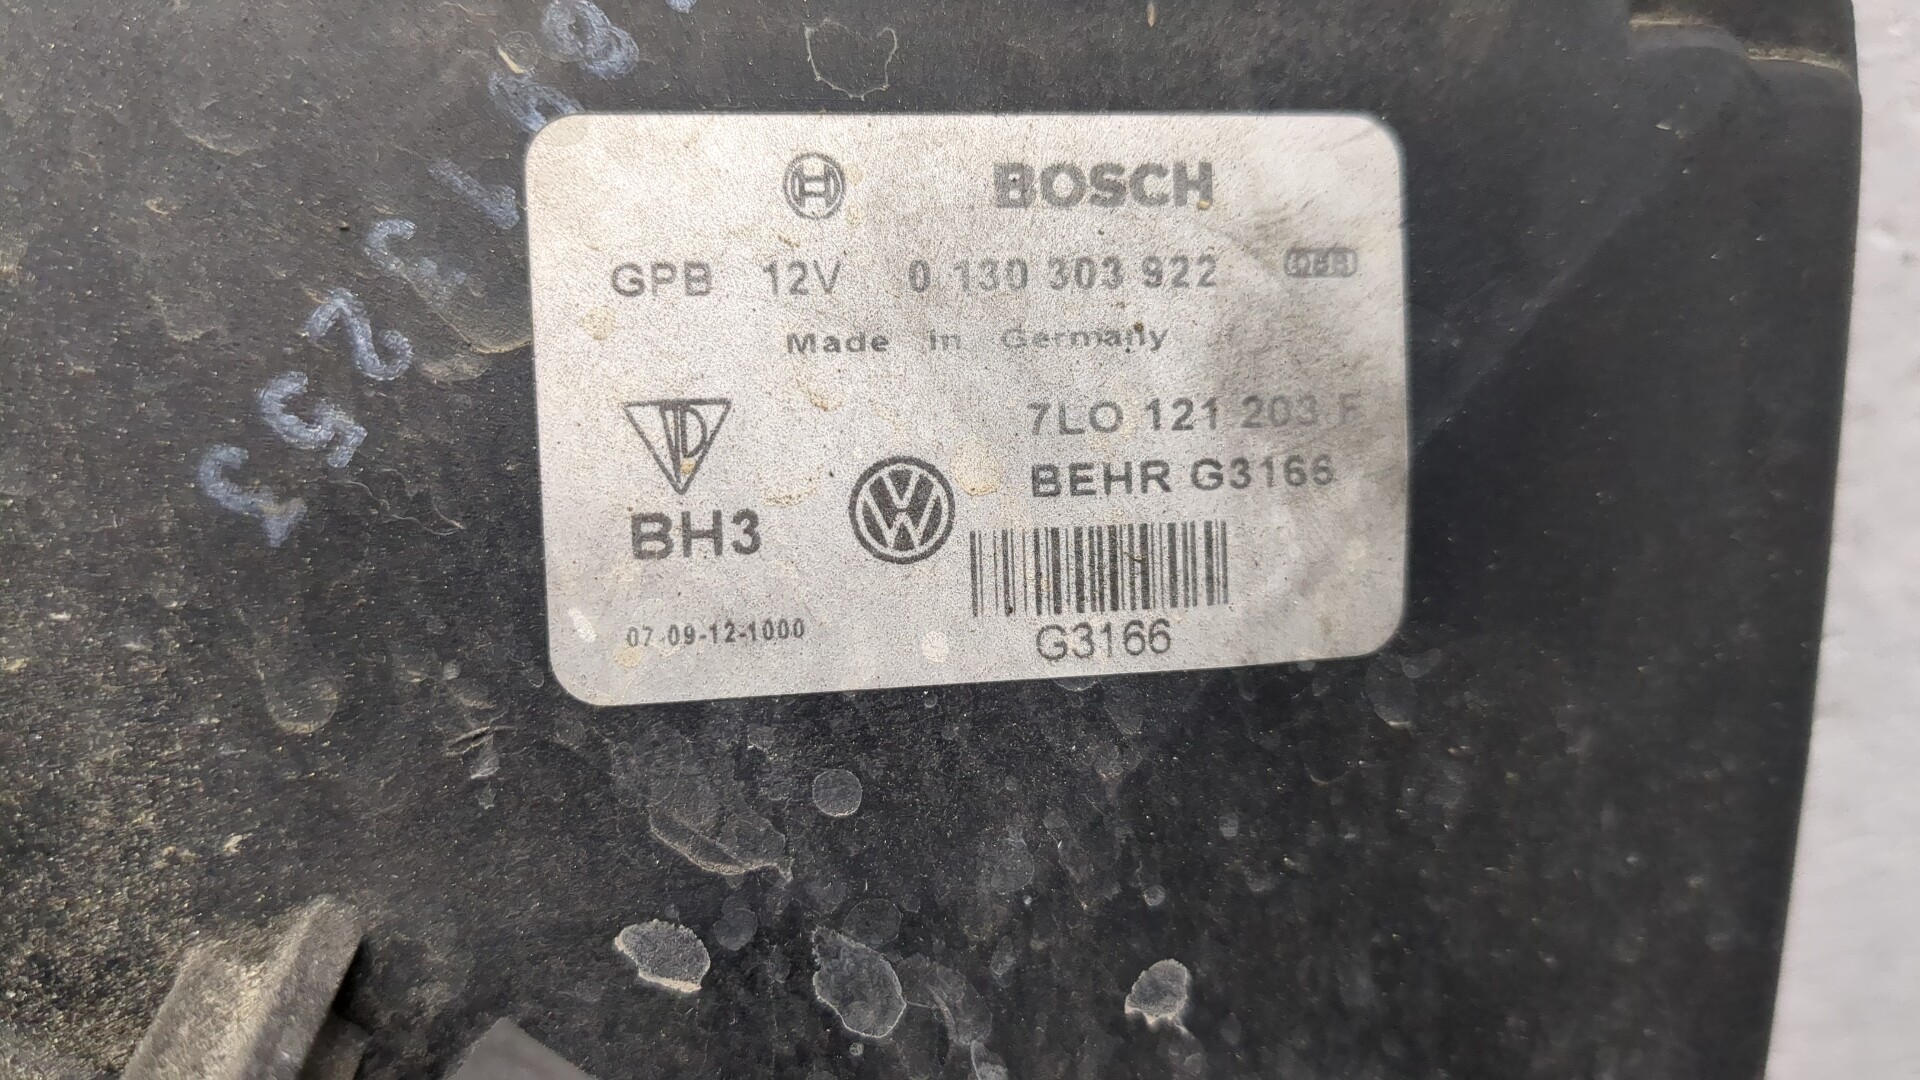 BOSCH
GPB 12V 0 130 303 922
Made in Germany
7LO 121 203 F
BEHR G3166
BH3
07-09-12-1000
G3166